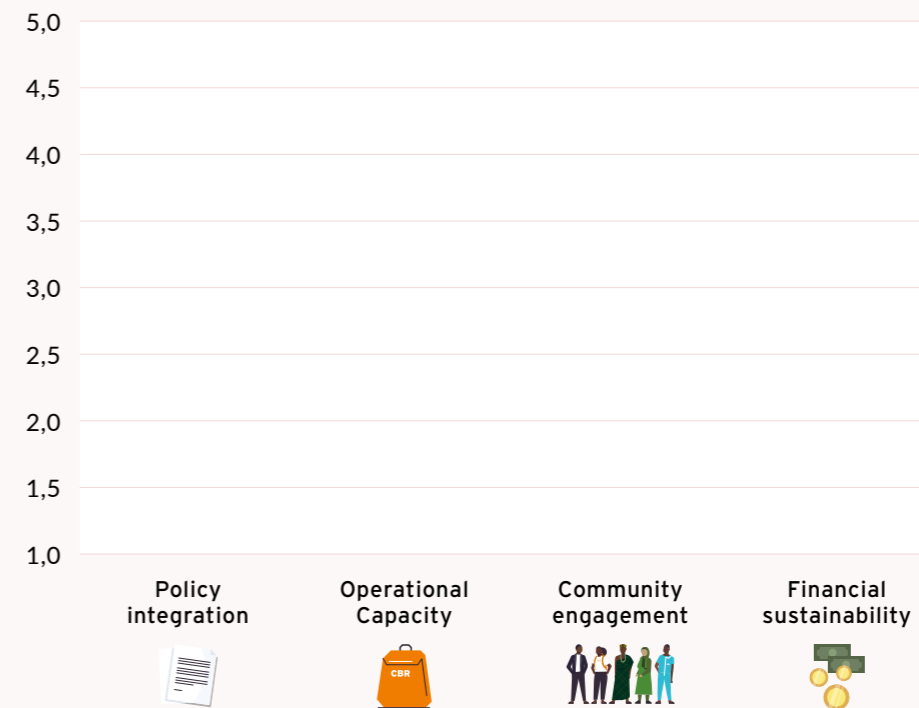 5,0
4,5
4,0
3,5
3,0
2,5
2,0
1,5
1,0
Policy
integration
Operational
Capacity
Community
engagement
Financial
sustainability
CBR